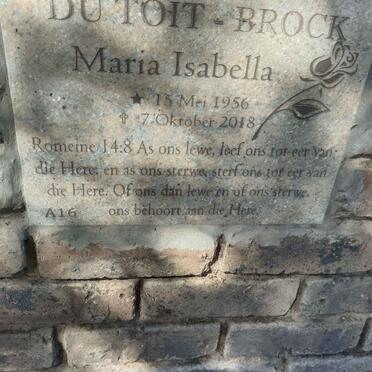 DU TOIT - BROCK
Maria Isabella
★ 15 Mei 1956
✞ 7 Oktober 2018
Romeine 14:8 As ons lewe, leef ons tot eer van
die Here; en as ons sterwe, sterf ons tot eer van
die Here. Of ons dan lewe en of ons sterwe,
A16 ons behoort aan die Here.